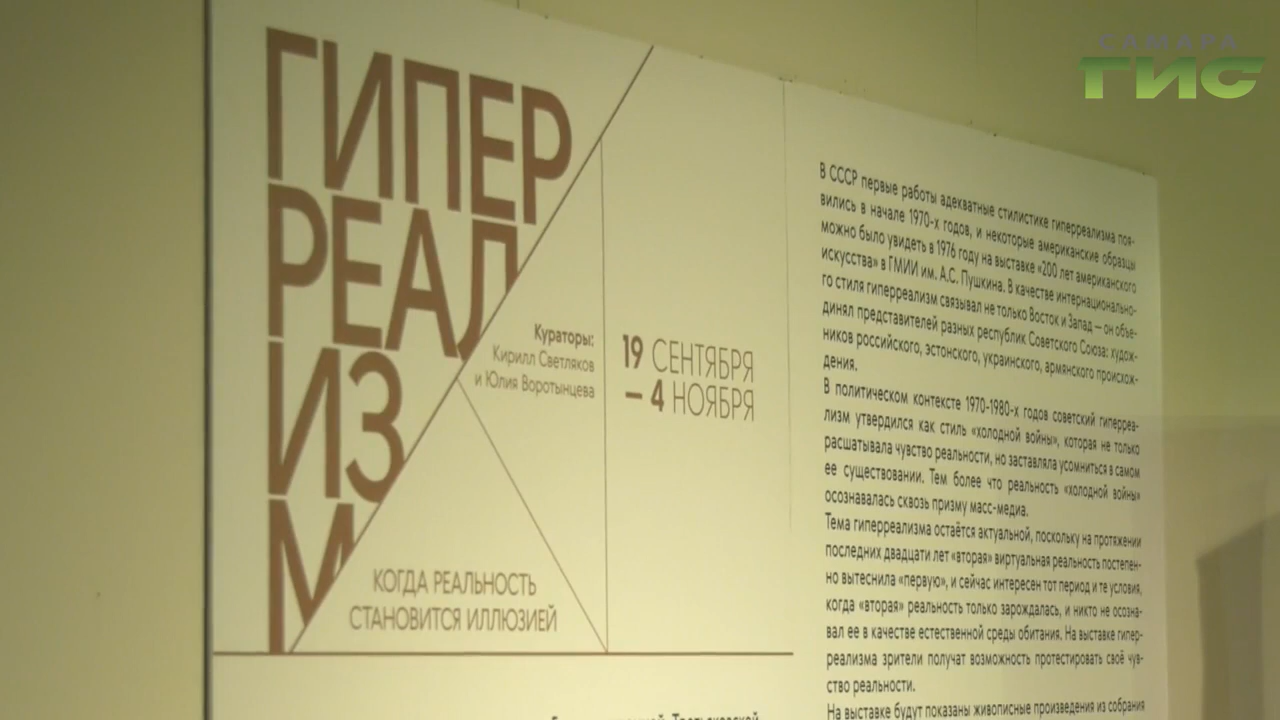 САМАРА
ГИС
ГИПЕР
РЕАЛ
ИЗ
М
КОГДА РЕАЛЬНОСТЬ
СТАНОВИТСЯ ИЛЛЮЗИЕЙ
Кураторы:
Кирилл Светляков
и Юлия Воротынцева
19 СЕНТЯБРЯ
— 4 НОЯБРЯ
В СССР первые работы адекватные стилистике гиперреализма поя-
вились в начале 1970-х годов, и некоторые американские образцы
можно было увидеть в 1976 году на выставке «200 лет американского
искусства» в ГМИИ им. А.С. Пушкина. В качестве интернационально-
го стиля гиперреализм связывал не только Восток и Запад — он объе-
динял представителей разных республик Советского Союза: худож-
ников российского, эстонского, украинского, армянского происхож-
дения.
В политическом контексте 1970-1980-х годов советский гиперреа-
лизм утвердился как стиль «холодной войны», которая не только
расшатывала чувство реальности, но заставляла усомниться в самом
ее существовании. Тем более что реальность «холодной войны»
осознавалась сквозь призму масс-медиа.
Тема гиперреализма остаётся актуальной, поскольку на протяжении
последних двадцати лет «вторая» виртуальная реальность постепен-
но вытеснила «первую», и сейчас интересен тот период и те условия,
когда «вторая» реальность только зарождалась, и никто не осозна-
вал ее в качестве естественной среды обитания. На выставке гипер-
реализма зрители получат возможность протестировать своё чув-
ство реальности.
На выставке будут показаны живописные произведения из собрания